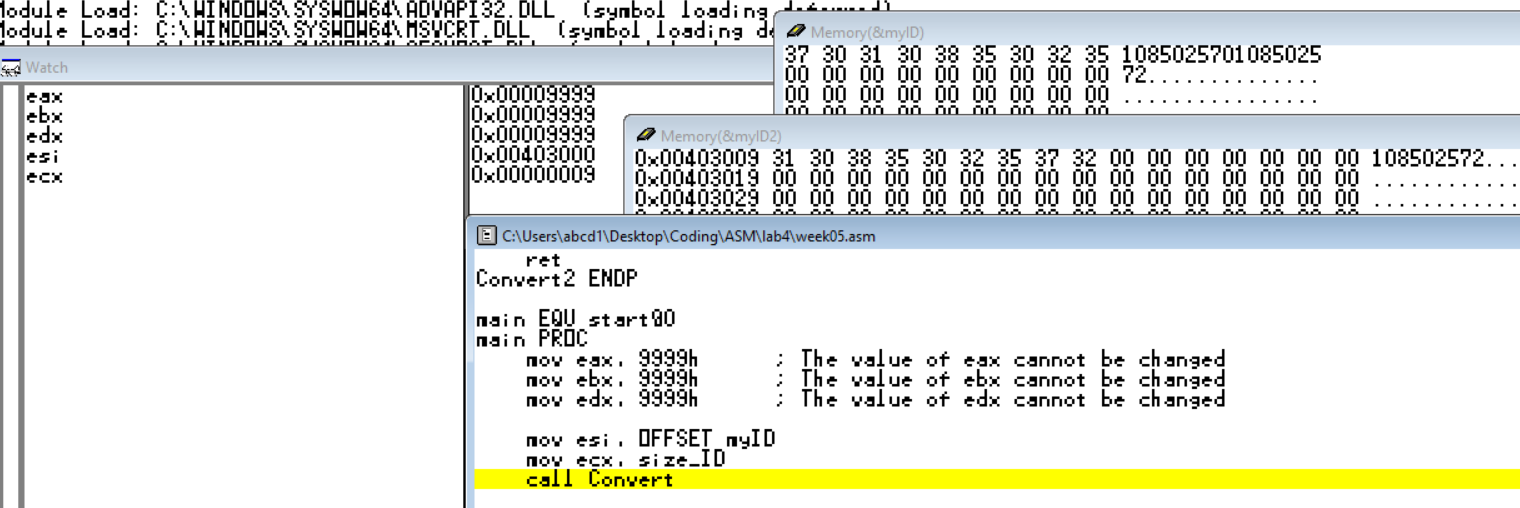 Module Load: C:\WINDOWS\SYSWOW64\ADVAPI32.DLL (symbol loading deferred)
Module Load: C:\WINDOWS\SYSWOW64\MSVCRT.DLL (symbol loading de
Memory(&myID)
37 30 31 30 38 35 30 32 35 1085025701085025
00 00 00 00 00 00 00 00 00 72..............
00 00 00 00 00 00 00 00 00 ................
Watch
eax 0x00009999
ebx 0x00009999
edx 0x00009999
esi 0x00403000
ecx 0x00000009
Memory(&myID2)
0x00403009 31 30 38 35 30 32 35 37 32 00 00 00 00 00 00 00 108502572...
0x00403019 00 00 00 00 00 00 00 00 00 00 00 00 00 00 00 00 ............
0x00403029 00 00 00 00 00 00 00 00 00 00 00 00 00 00 00 00 ............
C:\Users\abcd1\Desktop\Coding\ASM\lab4\week05.asm
ret
Convert2 ENDP
main EQU start@0
main PROC
mov eax, 9999h ; The value of eax cannot be changed
mov ebx, 9999h ; The value of ebx cannot be changed
mov edx, 9999h ; The value of edx cannot be changed
mov esi, OFFSET myID
mov ecx, size_ID
call Convert